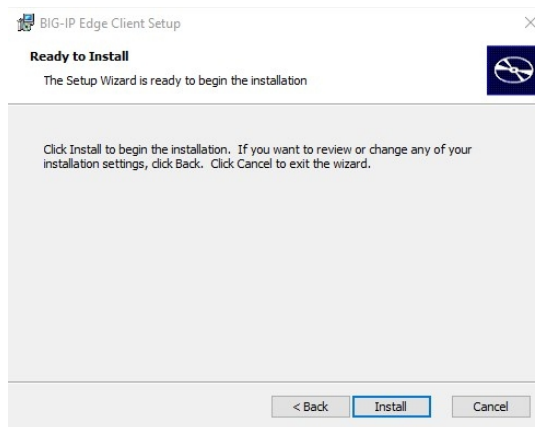 BIG-IP Edge Client Setup
Ready to Install
The Setup Wizard is ready to begin the installation
Click Install to begin the installation. If you want to review or change any of your
installation settings, click Back. Click Cancel to exit the wizard.
< Back Install Cancel